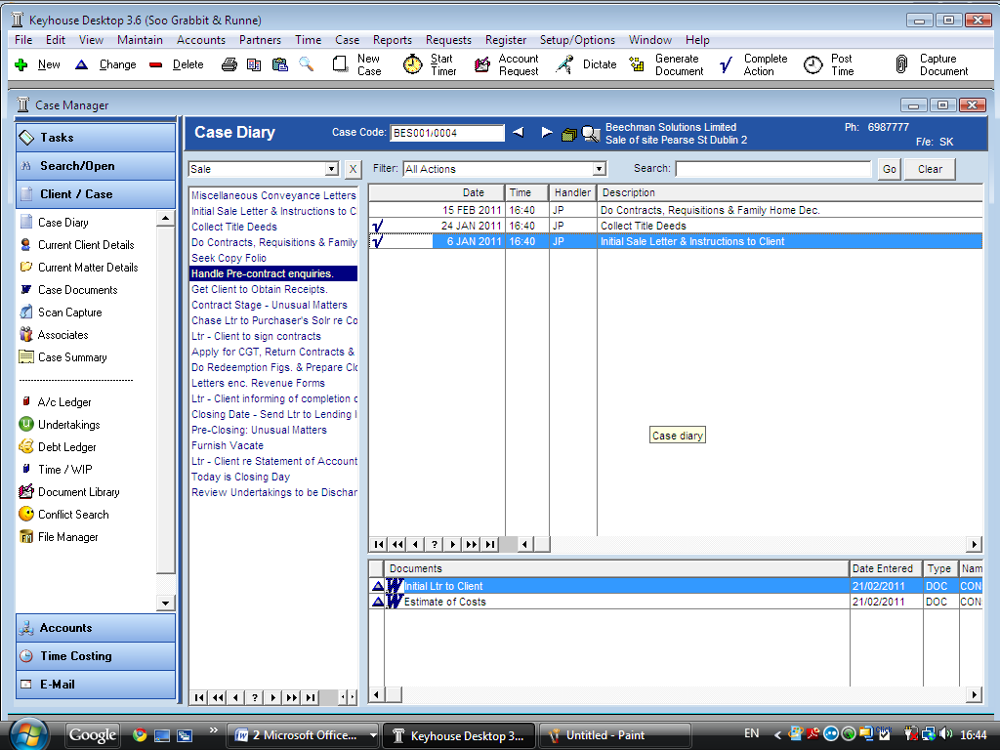 Keyhouse Desktop 3.6 (Soo Grabbit & Runne)
File Edit View Maintain Accounts Partners Time Case Reports Requests Register Setup/Options Window Help
New Change Delete New Case Start Timer Account Request Dictate Generate Document Complete Action Post Time Capture Document
Case Manager
Tasks
Search/Open
Client / Case
Case Diary
Current Client Details
Current Matter Details
Case Documents
Scan Capture
Associates
Case Summary
A/c Ledger
Undertakings
Debt Ledger
Time / WIP
Document Library
Conflict Search
File Manager
Accounts
Time Costing
E-Mail
Case Diary Case Code: BES001/0004
Beechman Solutions Limited Ph: 6987777
Sale of site Pearse St Dublin 2 F/e: SK
Sale X Filter: All Actions Search: Go Clear
Miscellaneous Conveyance Letters
Initial Sale Letter & Instructions to C
Collect Title Deeds
Do Contracts, Requisitions & Family
Seek Copy Folio
Handle Pre-contract enquiries.
Get Client to Obtain Receipts.
Contract Stage - Unusual Matters
Chase Ltr to Purchaser's Solr re Co
Ltr - Client to sign contracts
Apply for CGT, Return Contracts &
Do Redemption Figs. & Prepare Clo
Letters enc. Revenue Forms
Ltr - Client informing of completion d
Closing Date - Send Ltr to Lending I
Pre-Closing: Unusual Matters
Furnish Vacate
Ltr - Client re Statement of Account
Today is Closing Day
Review Undertakings to be Dischar
?
Date Time Handler Description
15 FEB 2011 16:40 JP Do Contracts, Requisitions & Family Home Dec.
24 JAN 2011 16:40 JP Collect Title Deeds
6 JAN 2011 16:40 JP Initial Sale Letter & Instructions to Client
Case diary
?
Documents Date Entered Type Nam
Initial Ltr to Client 21/02/2011 DOC CON
Estimate of Costs 21/02/2011 DOC CON
Google » 2 Microsoft Office... Keyhouse Desktop 3... Untitled - Paint EN < 16:44